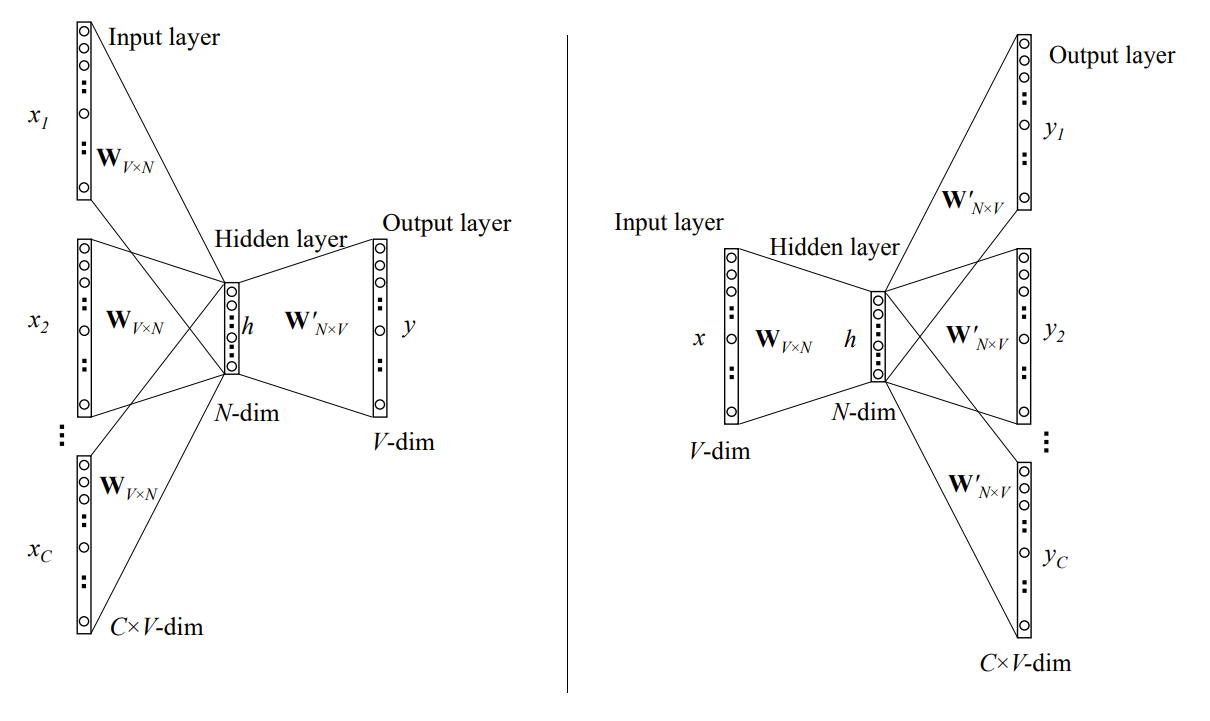 Input layer
x1
WV×N
Output layer
Hidden layer
x2
WV×N
h
W'N×V
y
N-dim
V-dim
⋮
WV×N
xC
C×V-dim
Output layer
y1
W'N×V
Input layer
Hidden layer
x
WV×N
h
W'N×V
y2
N-dim
V-dim
⋮
W'N×V
yC
C×V-dim